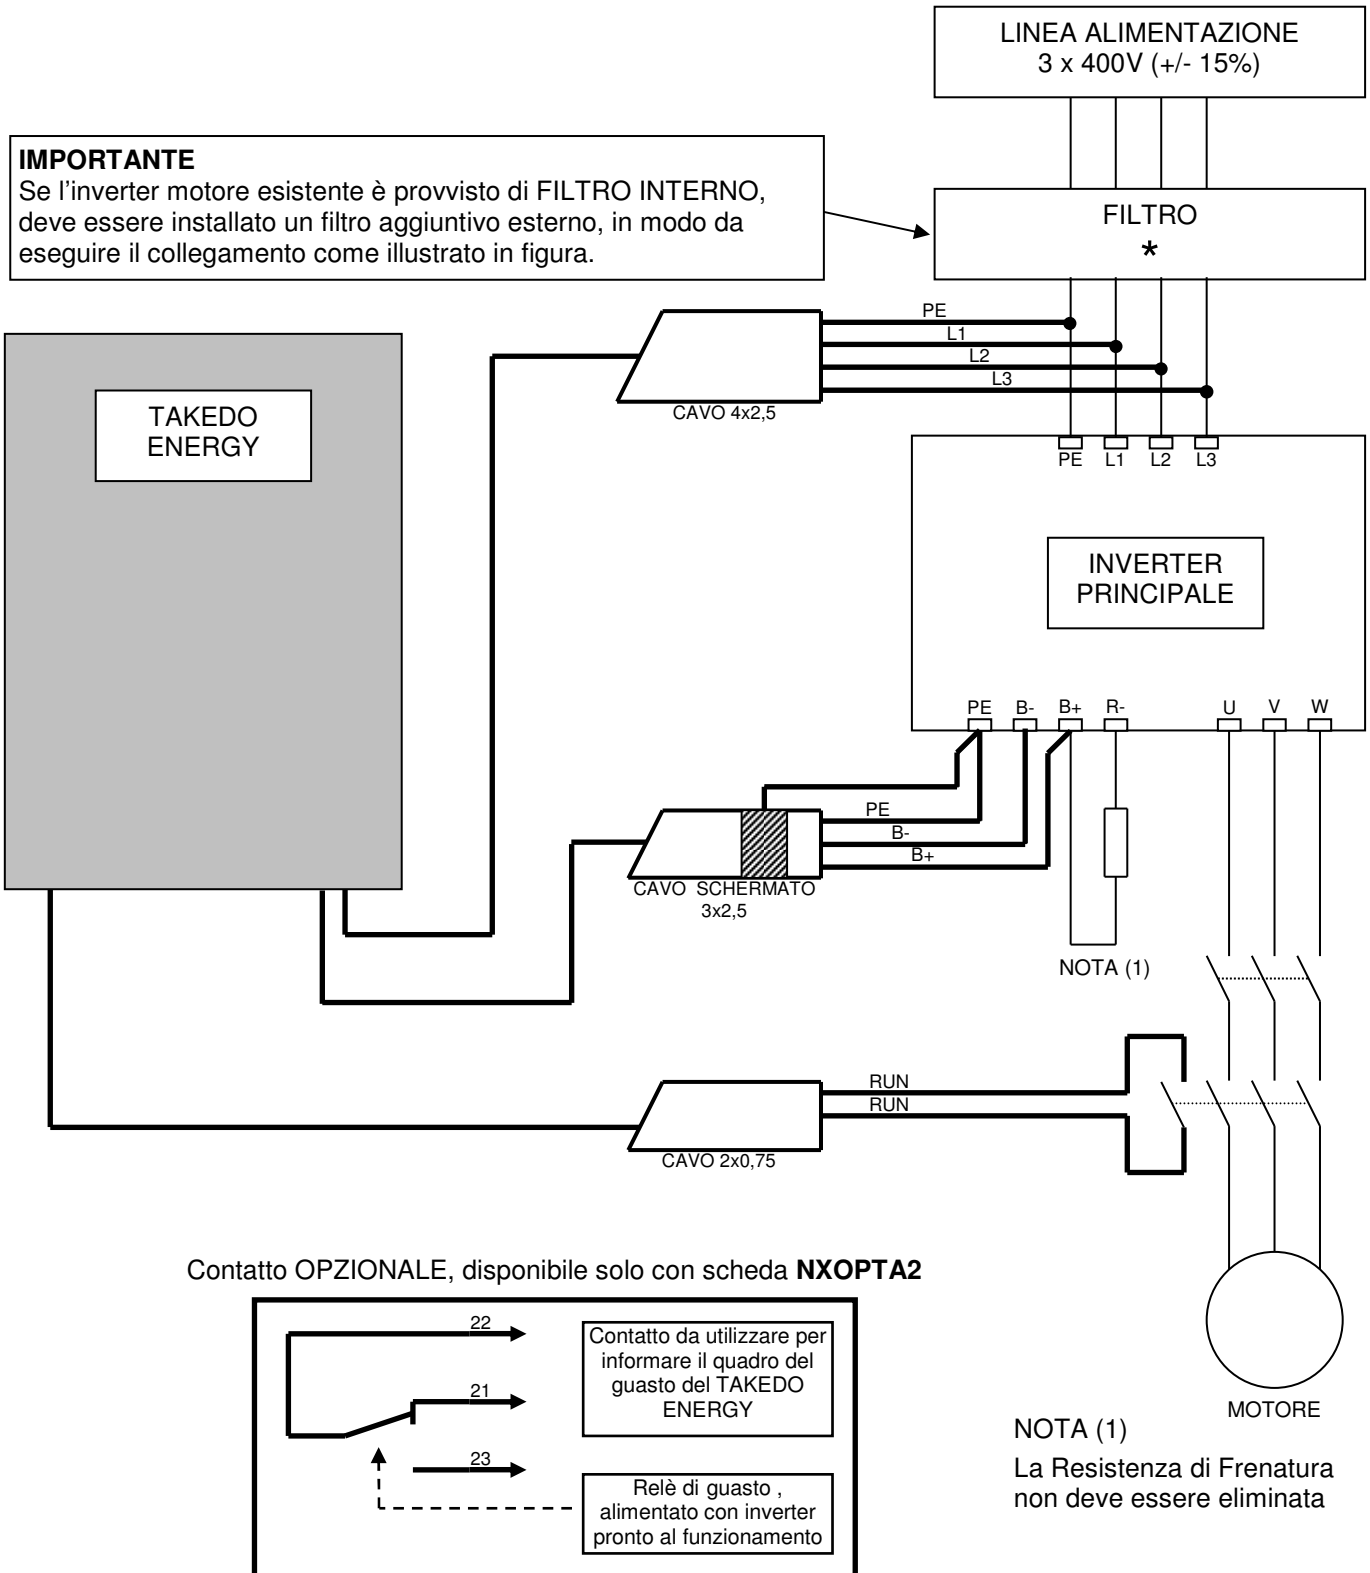 LINEA ALIMENTAZIONE
3 x 400V (+/- 15%)
IMPORTANTE
Se l'inverter motore esistente è provvisto di FILTRO INTERNO,
deve essere installato un filtro aggiuntivo esterno, in modo da
eseguire il collegamento come illustrato in figura.
FILTRO
*
PE
L1
L2
L3
CAVO 4x2,5
TAKEDO
ENERGY
PE L1 L2 L3
INVERTER
PRINCIPALE
PE B- B+ R- U V W
PE
B-
B+
CAVO SCHERMATO
3x2,5
NOTA (1)
RUN
RUN
CAVO 2x0,75
Contatto OPZIONALE, disponibile solo con scheda NXOPTA2
22
21
23
Contatto da utilizzare per
informare il quadro del
guasto del TAKEDO
ENERGY
Relè di guasto ,
alimentato con inverter
pronto al funzionamento
MOTORE
NOTA (1)
La Resistenza di Frenatura
non deve essere eliminata